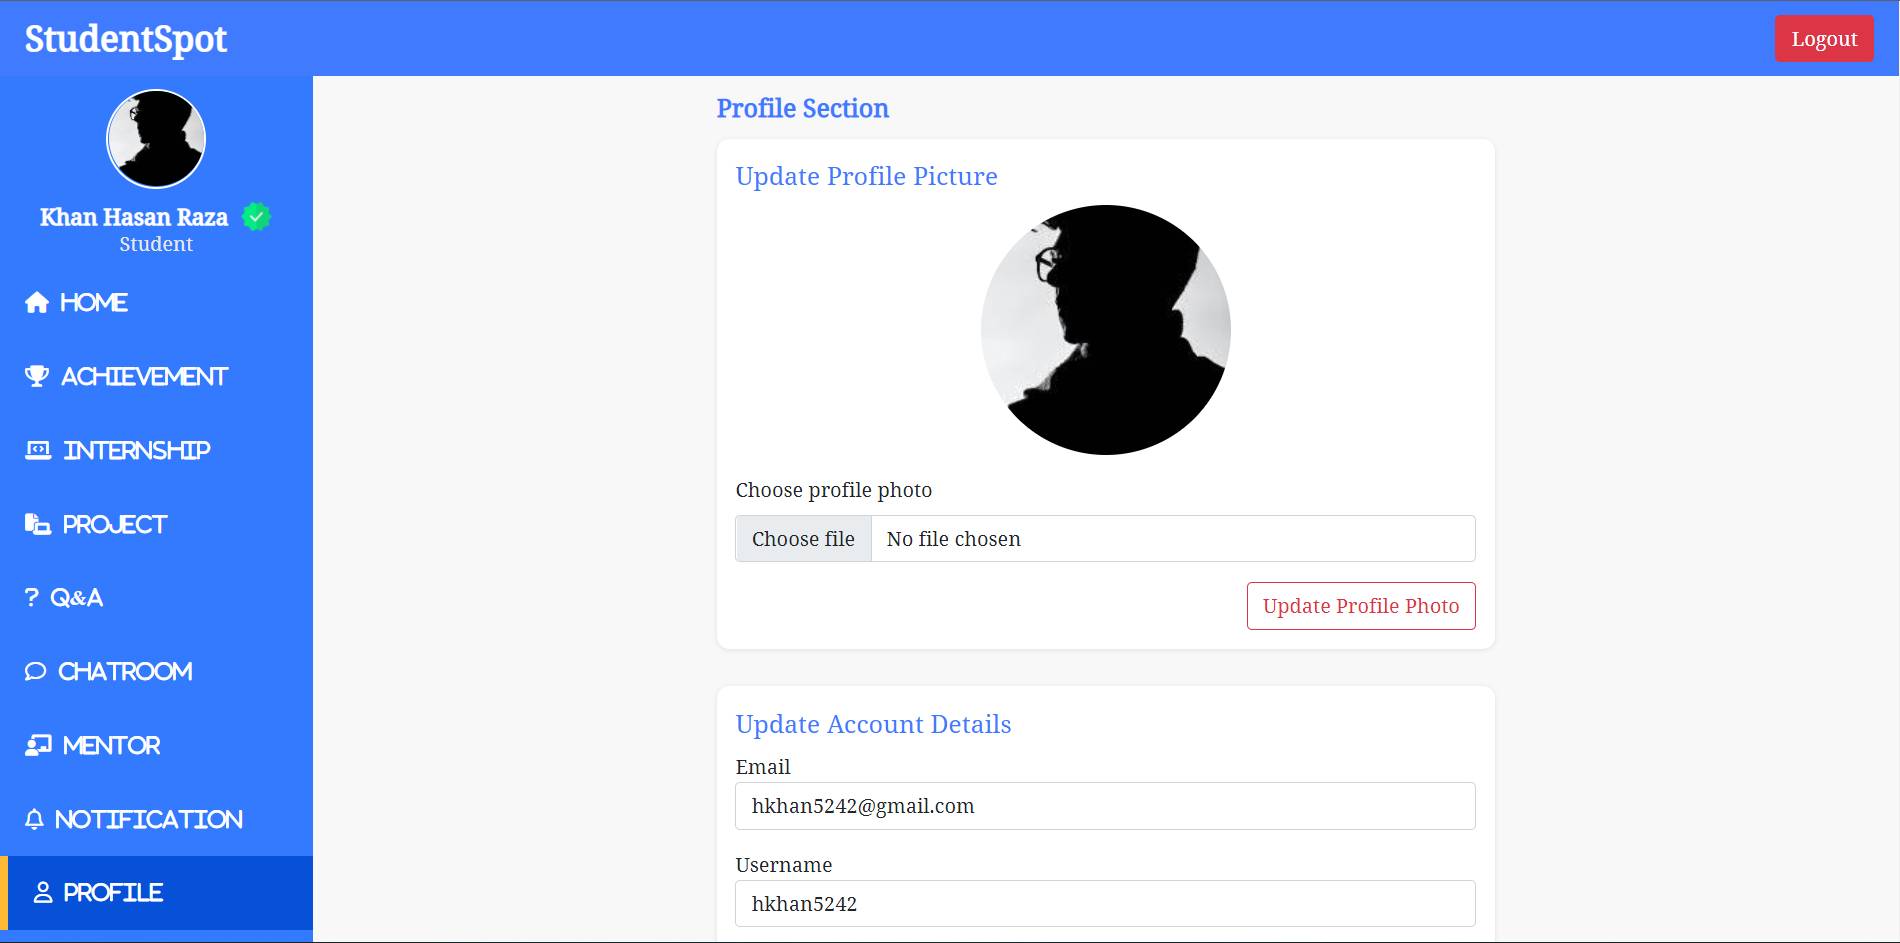 StudentSpot
Logout
Khan Hasan Raza
Student
HOME
ACHIEVEMENT
INTERNSHIP
PROJECT
? Q&A
CHATROOM
MENTOR
NOTIFICATION
PROFILE
Profile Section
Update Profile Picture
Choose profile photo
Choose file No file chosen
Update Profile Photo
Update Account Details
Email
hkhan5242@gmail.com
Username
hkhan5242